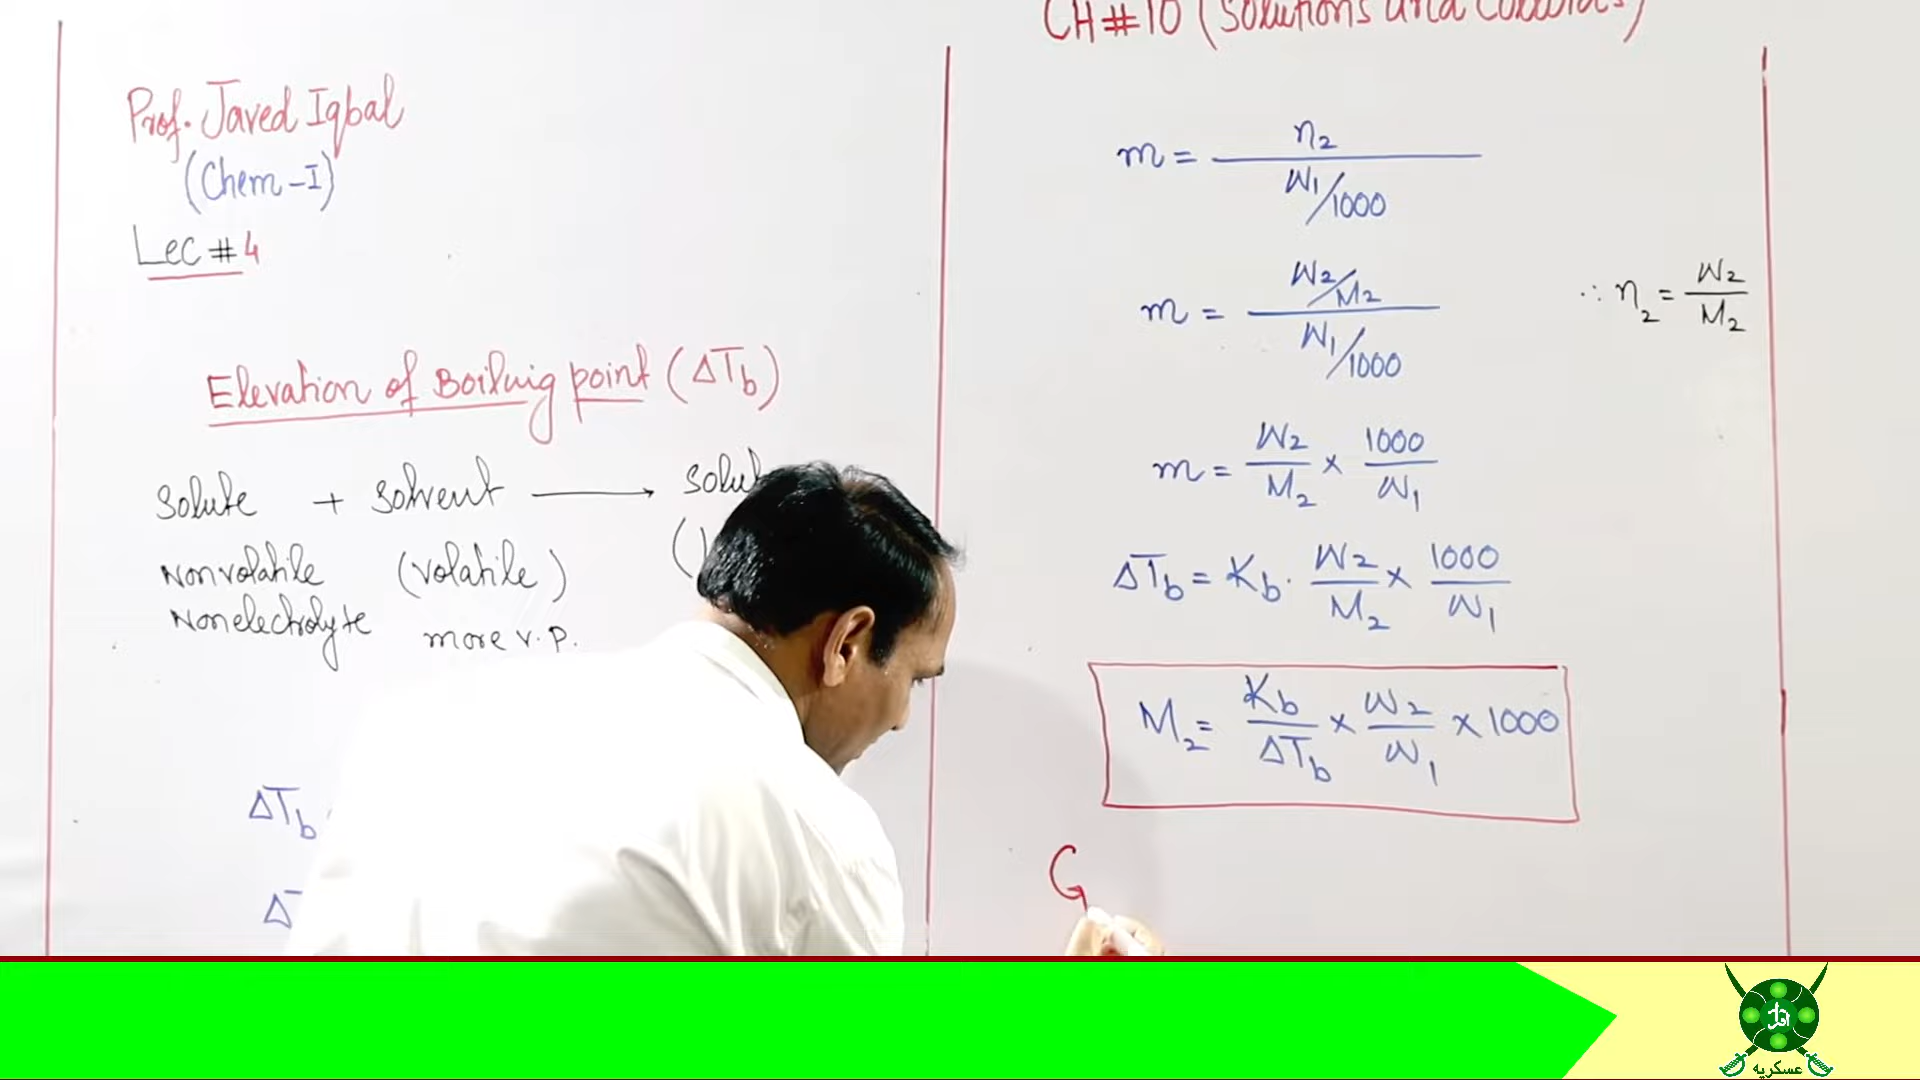 CH#10 (Solutions and Colloids)
Prof. Javed Iqbal
(Chem-I)
Lec # 4
Elevation of Boiling point (ΔTb)
Solute + Solvent ⟶ Solut
Nonvolatile (volatile) (
Nonelectrolyte more v.p.
ΔTb
Δ
m = n2 / (W1/1000)
m = (W2/M2) / (W1/1000) ∴ n2 = W2/M2
m = W2/M2 × 1000/W1
ΔTb = Kb · W2/M2 × 1000/W1
M2 = Kb/ΔTb × W2/W1 × 1000
G
اقرأ
عسکریہ